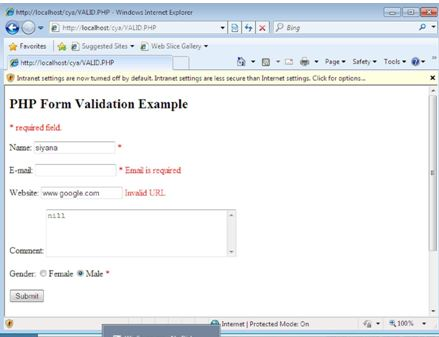 http://localhost/cya/VALID.PHP - Windows Internet Explorer
http://localhost/cya/VALID.PHP
Bing
Favorites
Suggested Sites
Web Slice Gallery
http://localhost/cya/VALID.PHP
Page
Safety
Tools
Intranet settings are now turned off by default. Intranet settings are less secure than Internet settings. Click for options...
PHP Form Validation Example
* required field.
Name: siyana *
E-mail: * Email is required
Website: www.google.com Invalid URL
nill
Comment:
Gender: Female Male *
Submit
Internet | Protected Mode: On
100%